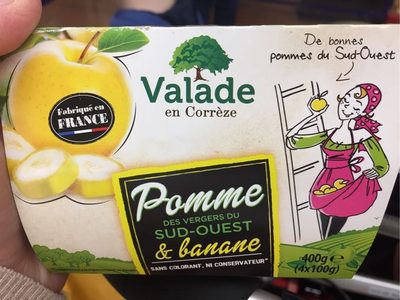 Valade
en Corrèze
De bonnes
pommes du Sud-Ouest
Fabriqué en
FRANCE
Pomme
DES VERGERS DU
SUD-OUEST
& banane
SANS COLORANT, NI CONSERVATEUR*
400g e
(4x100g)